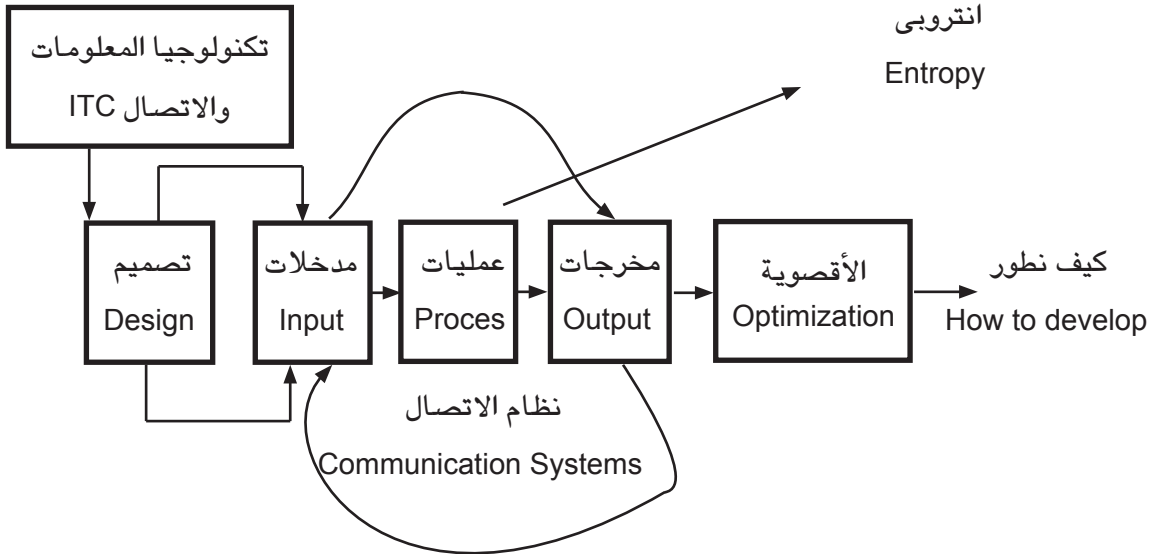 تكنولوجيا المعلومات
والاتصال ITC
انتروبى
Entropy
تصميم
Design
مدخلات
Input
عمليات
Proces
مخرجات
Output
الأقصوية
Optimization
كيف نطور
How to develop
نظام الاتصال
Communication Systems